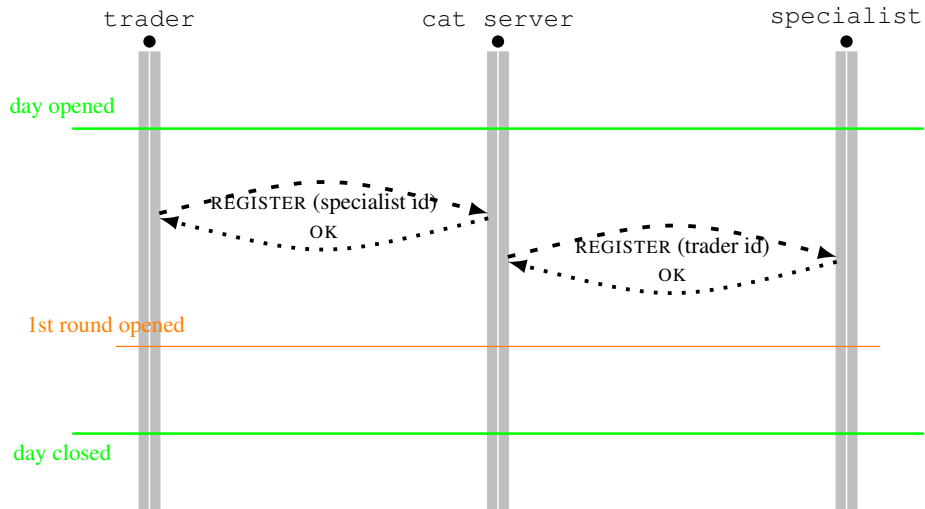 trader
cat server
specialist
day opened
REGISTER (specialist id)
OK
REGISTER (trader id)
OK
1st round opened
day closed